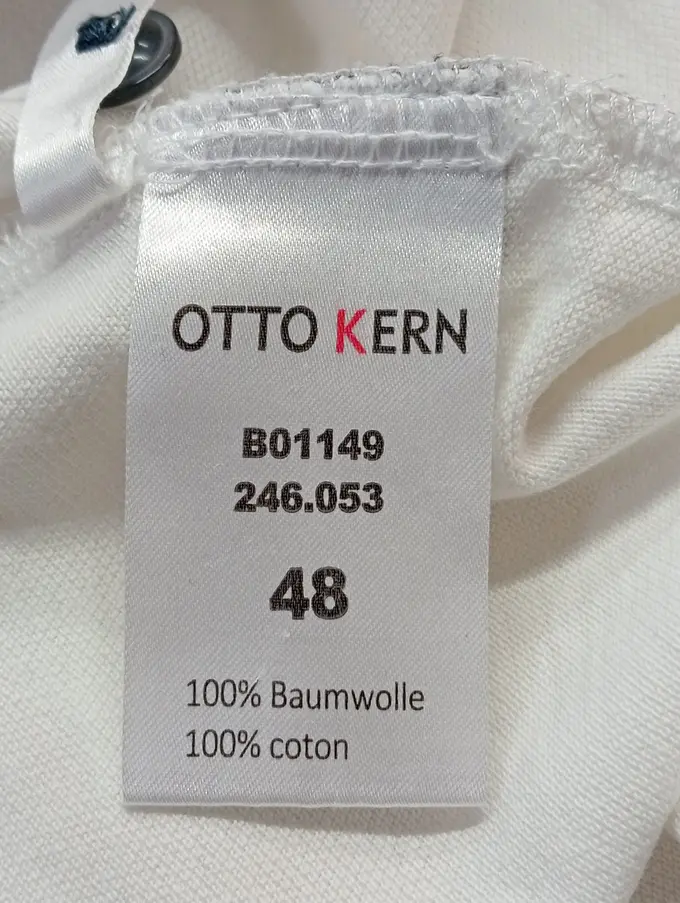 OTTO KERN
B01149
246.053
48
100% Baumwolle
100% coton